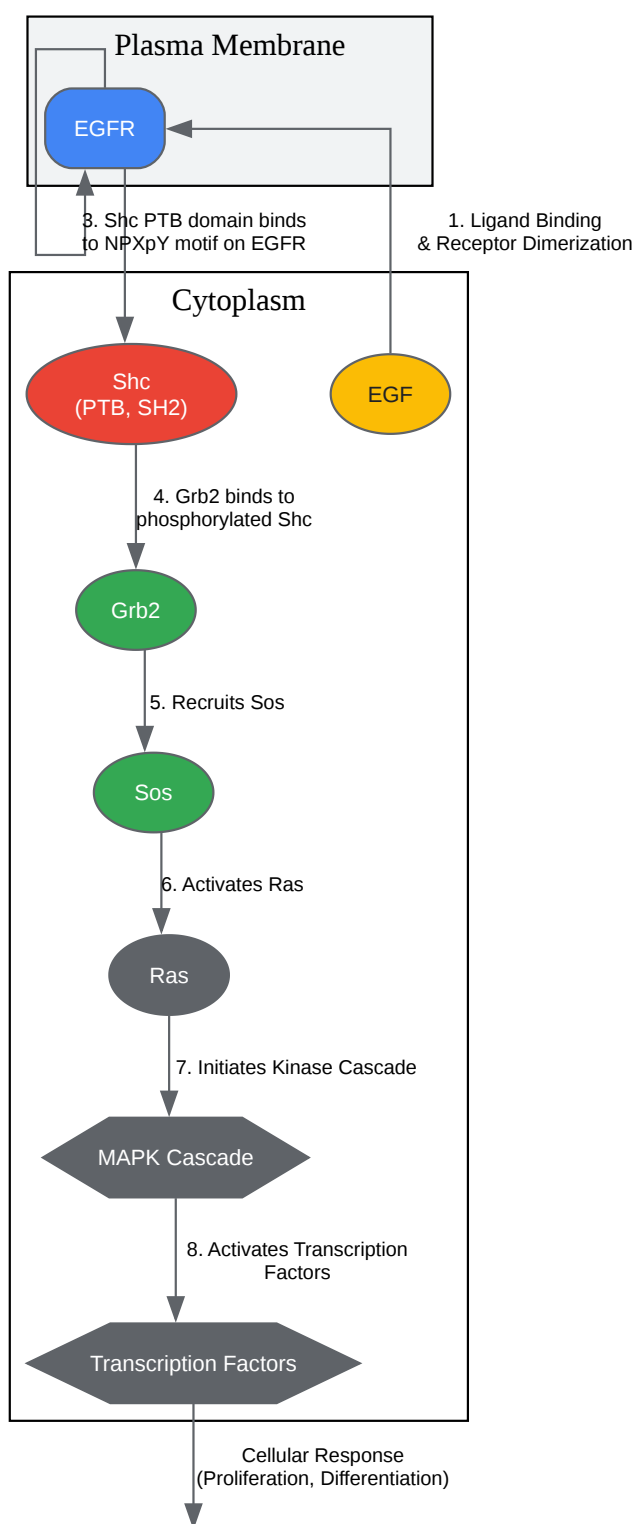 Plasma Membrane
EGFR
3. Shc PTB domain binds
to NPXpY motif on EGFR
1. Ligand Binding
& Receptor Dimerization
Cytoplasm
Shc
(PTB, SH2)
EGF
4. Grb2 binds to
phosphorylated Shc
Grb2
5. Recruits Sos
Sos
6. Activates Ras
Ras
7. Initiates Kinase Cascade
MAPK Cascade
8. Activates Transcription
Factors
Transcription Factors
Cellular Response
(Proliferation, Differentiation)